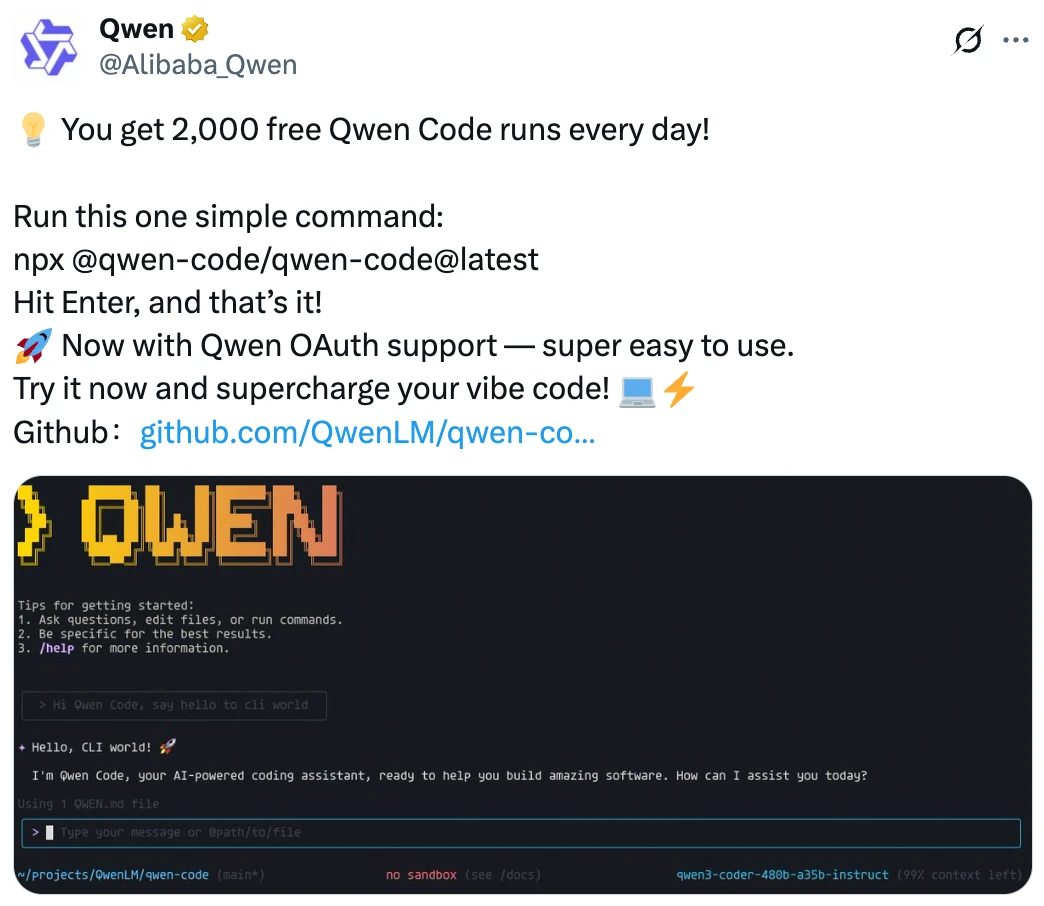 Qwen
@Alibaba_Qwen
💡 You get 2,000 free Qwen Code runs every day!
Run this one simple command:
npx @qwen-code/qwen-code@latest
Hit Enter, and that’s it!
🚀 Now with Qwen OAuth support — super easy to use.
Try it now and supercharge your vibe code! 💻⚡
Github：github.com/QwenLM/qwen-co…
> QWEN
Tips for getting started:
1. Ask questions, edit files, or run commands.
2. Be specific for the best results.
3. /help for more information.
> Hi Qwen Code, say hello to cli world
✦ Hello, CLI world! 🚀
I'm Qwen Code, your AI-powered coding assistant, ready to help you build amazing software. How can I assist you today?
Using 1 QWEN.md file
> Type your message or @path/to/file
~/projects/QwenLM/qwen-code (main*) no sandbox (see /docs) qwen3-coder-480b-a35b-instruct (99% context left)